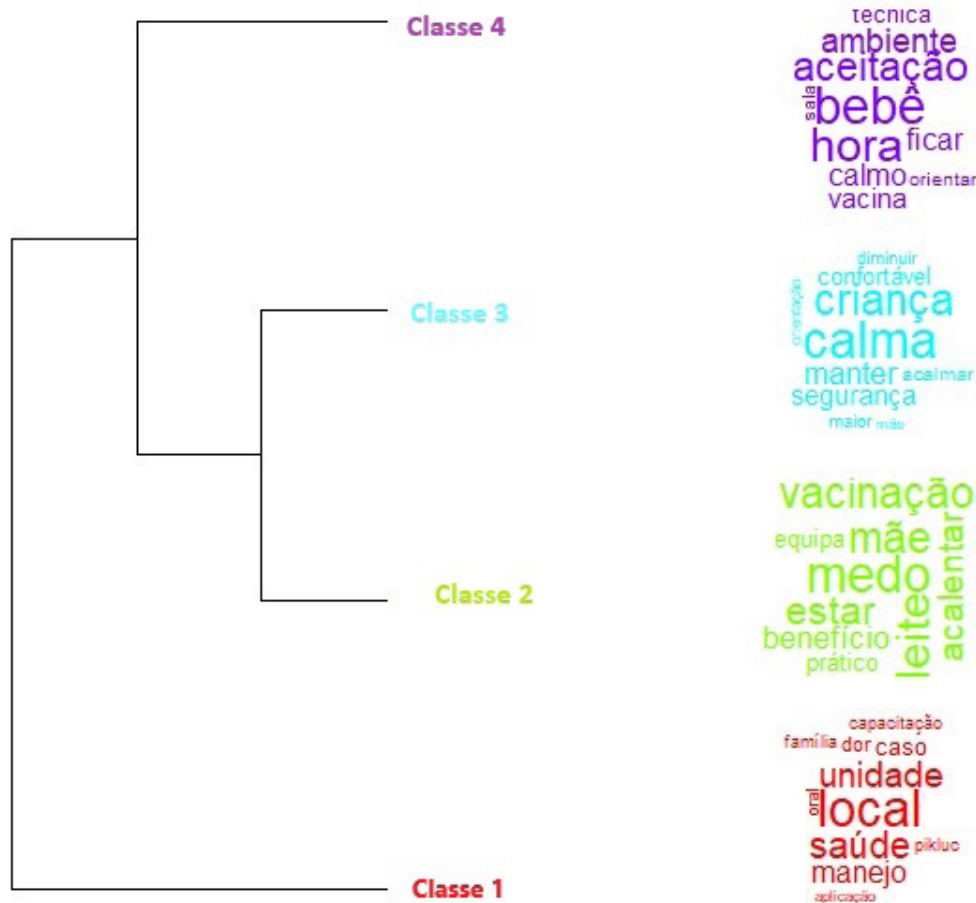 Classe 4
tecnica
ambiente
aceitação
sala
bebê
hora ficar
calmo orientar
vacina
Classe 3
diminuir
confortável
orientação
criança
calma
manter acalmar
segurança
maior mãe
Classe 2
vacinação
equipa mãe
acalentar
medo
estar
leite
benefício
prático
Classe 1
capacitação
família dor caso
unidade
oral
local
saúde pikluc
manejo
aplicação